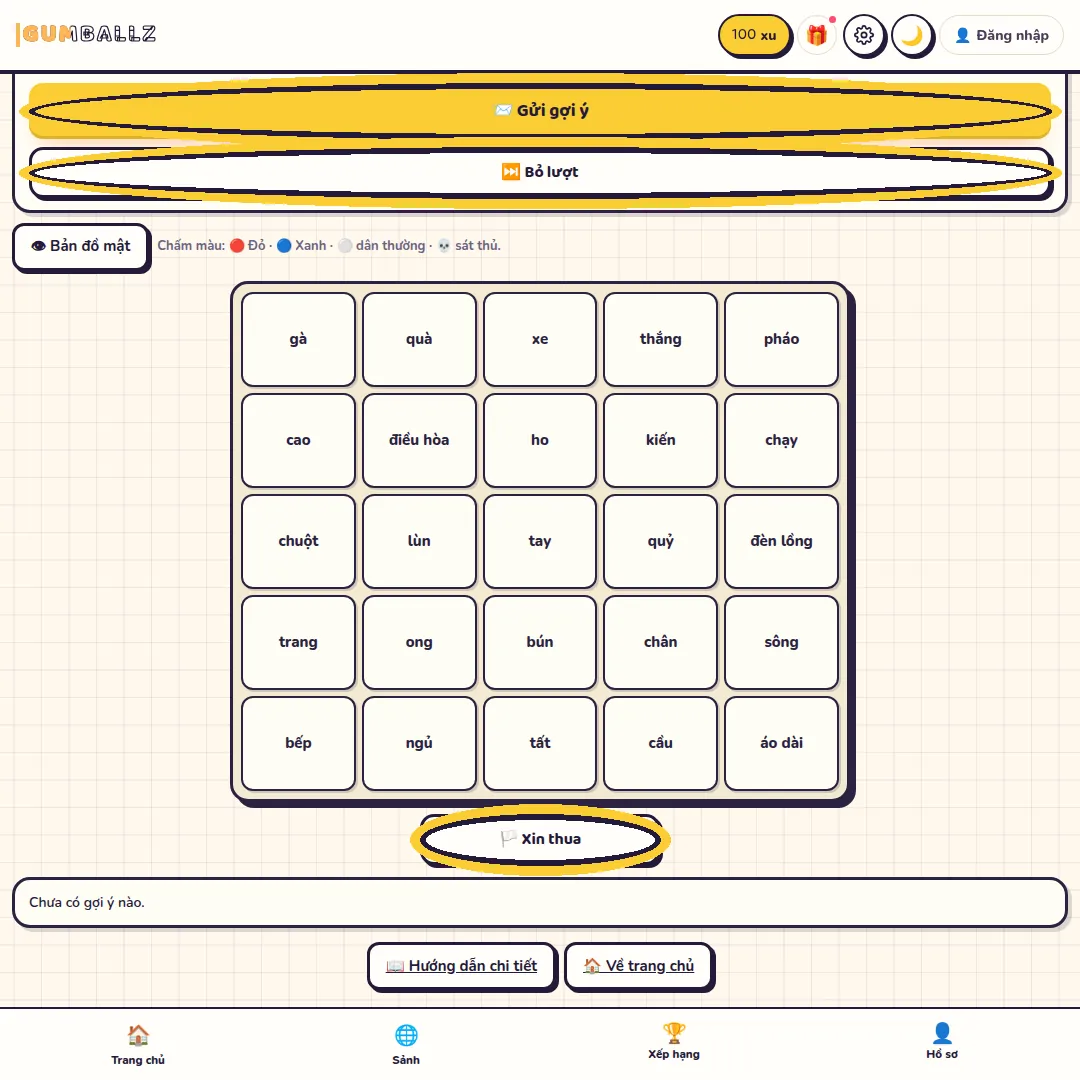 GUMBALLZ
100 xu
Đăng nhập
Gửi gợi ý
Bỏ lượt
Bản đồ mật
Chấm màu: 🔴 Đỏ · 🔵 Xanh · ⚪ dân thường · 💀 sát thủ.
gà quà xe thắng pháo
cao điều hòa ho kiến chạy
chuột lùn tay quỷ đèn lồng
trang ong bún chân sông
bếp ngủ tất cầu áo dài
Xin thua
Chưa có gợi ý nào.
Hướng dẫn chi tiết Về trang chủ
Trang chủ Sảnh Xếp hạng Hồ sơ